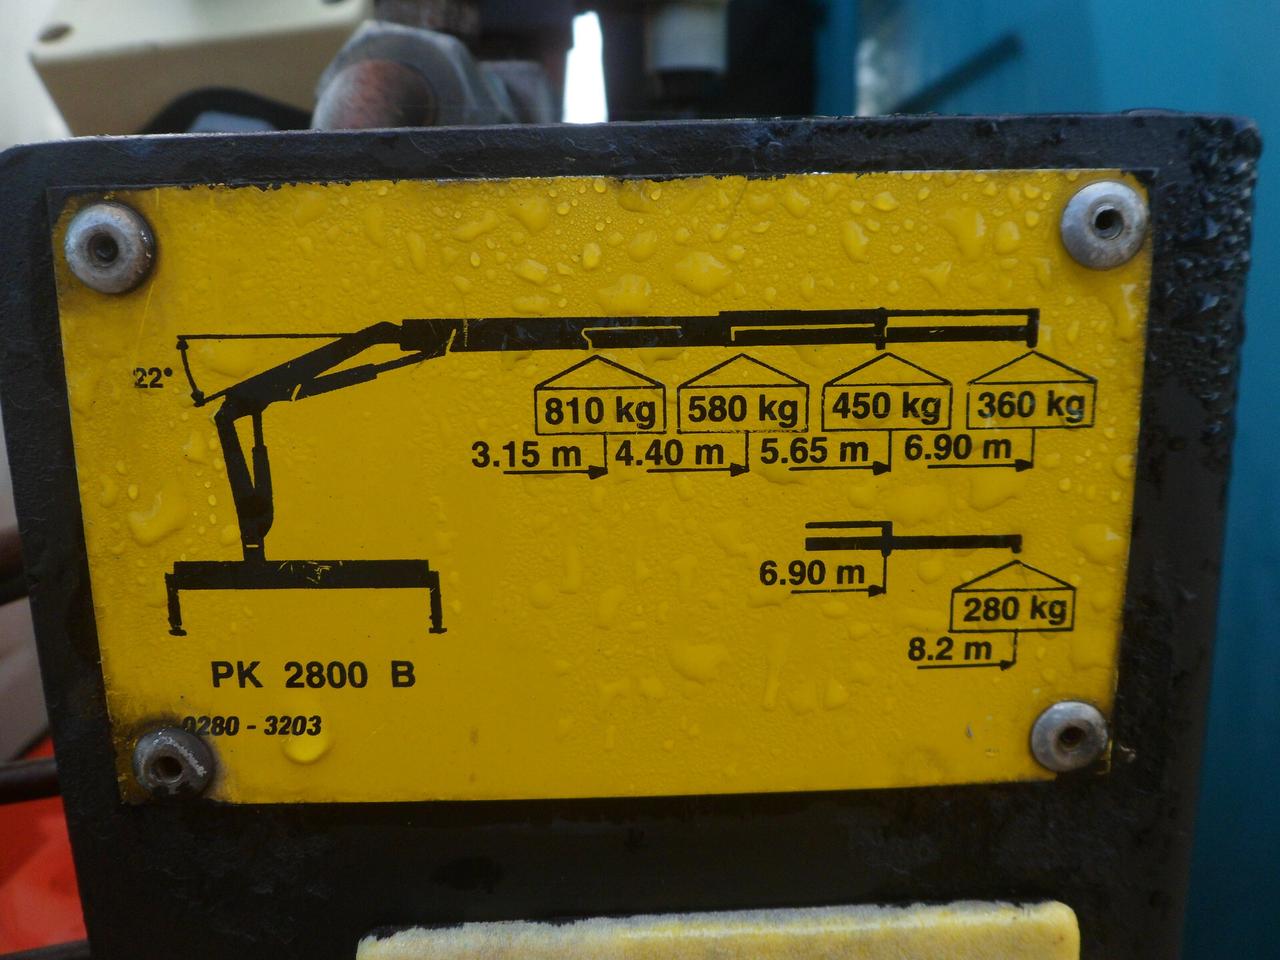 22°
810 kg 580 kg 450 kg 360 kg
3.15 m 4.40 m 5.65 m 6.90 m
6.90 m
280 kg
8.2 m
PK 2800 B
0280 - 3203